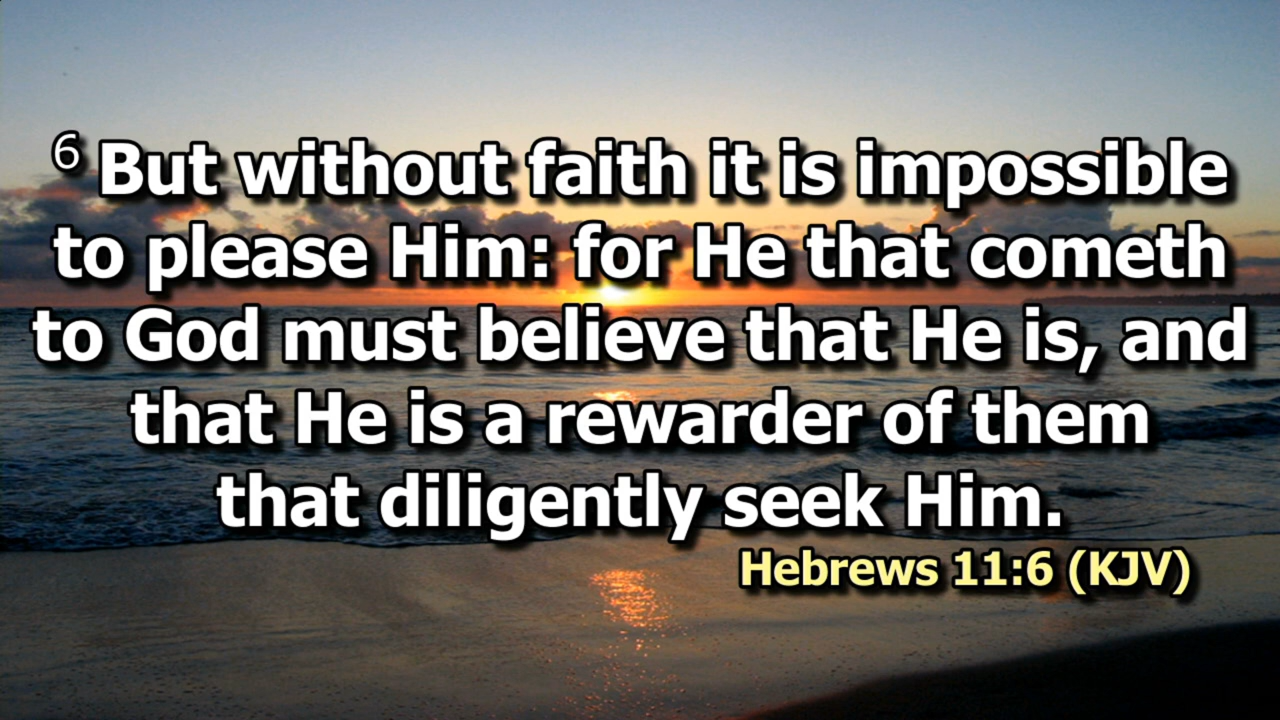 6 But without faith it is impossible
to please Him: for He that cometh
to God must believe that He is, and
that He is a rewarder of them
that diligently seek Him.
Hebrews 11:6 (KJV)